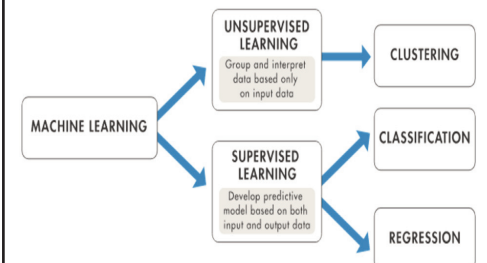 UNSUPERVISED
LEARNING
Group and interpret
data based only
on input data
CLUSTERING
MACHINE LEARNING
SUPERVISED
LEARNING
Develop predictive
model based on both
input and output data
CLASSIFICATION
REGRESSION